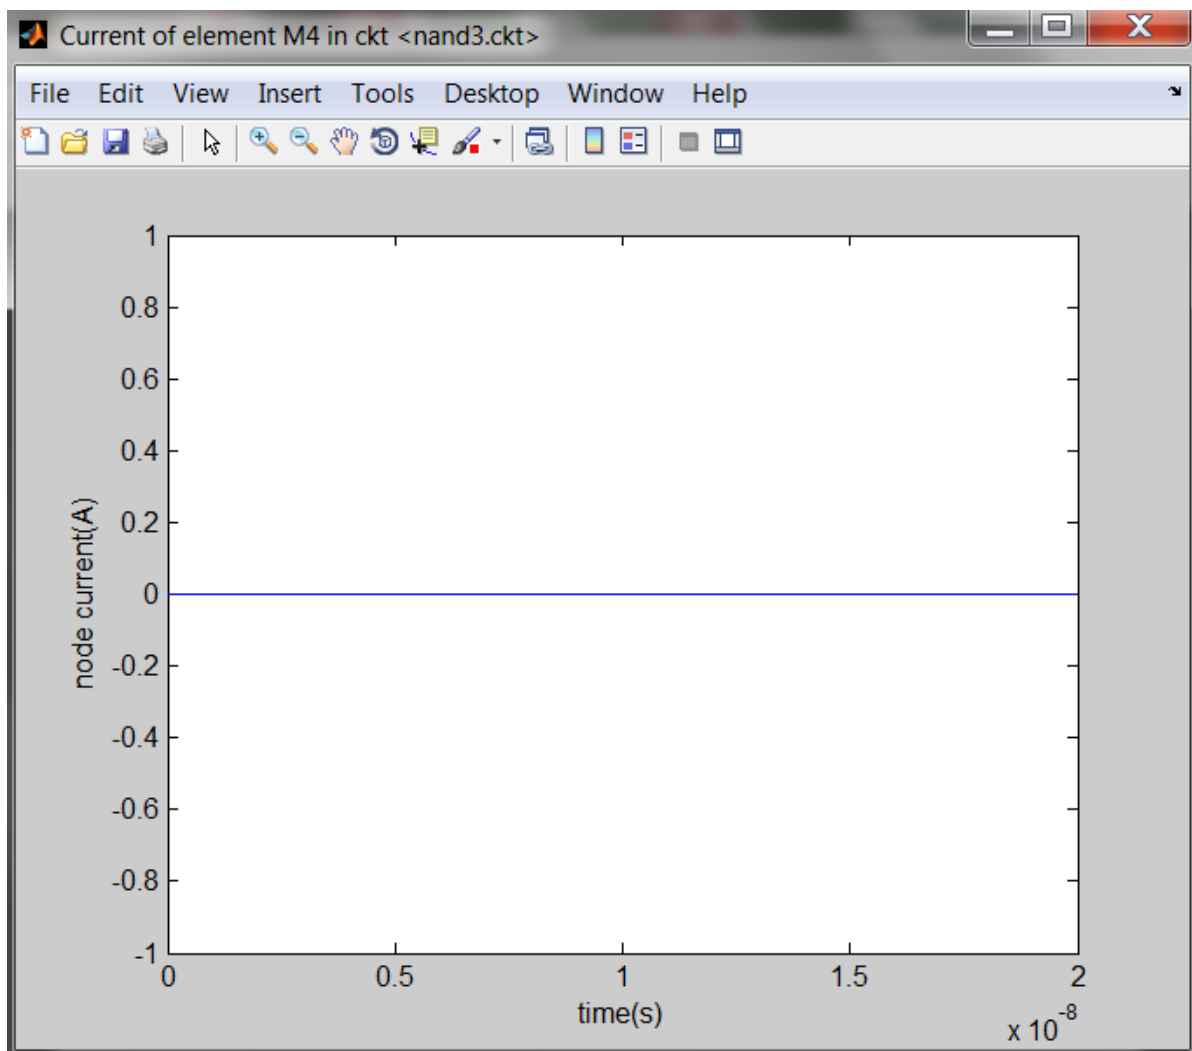 Current of element M4 in ckt <nand3.ckt>
File Edit View Insert Tools Desktop Window Help
1
0.8
0.6
0.4
0.2
0
-0.2
-0.4
-0.6
-0.8
-1
node current(A)
0 0.5 1 1.5 2
time(s)
x 10^-8